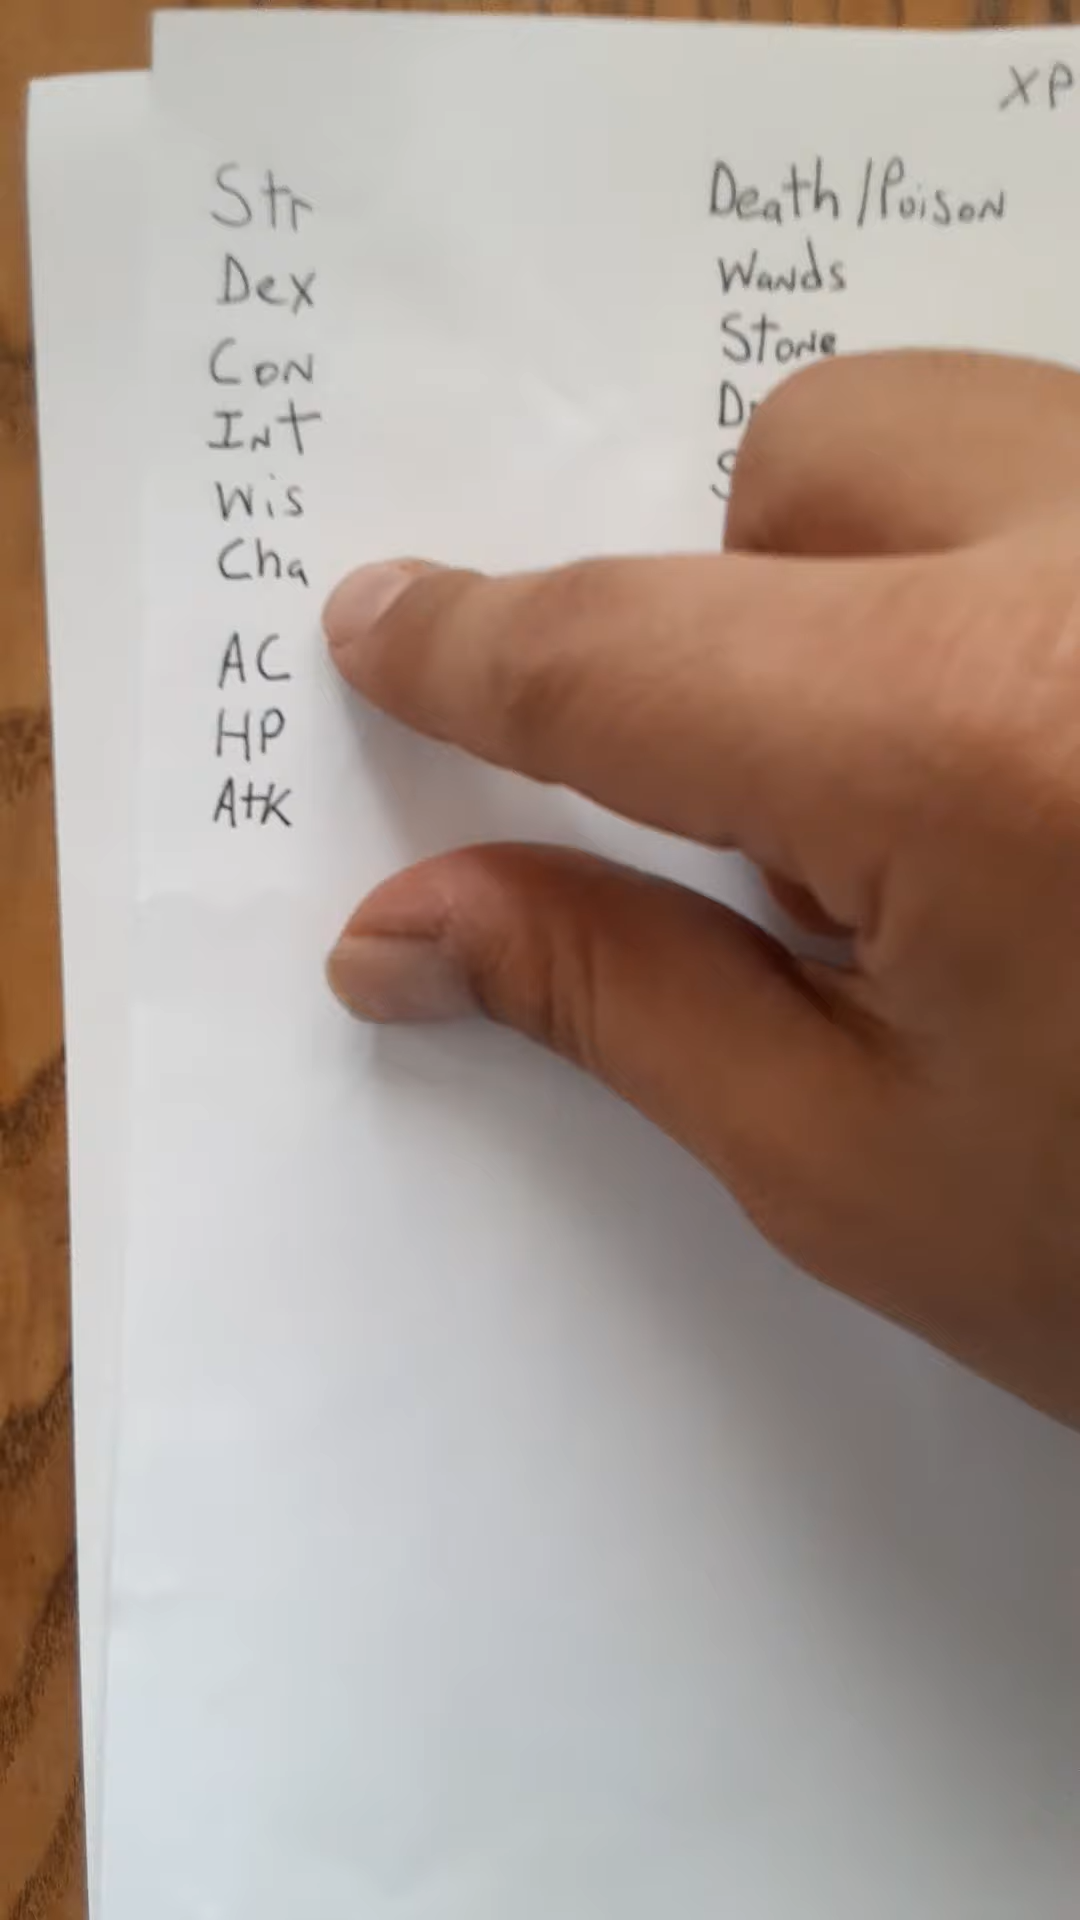 XP
Str
Dex
Con
Int
Wis
Cha
AC
HP
Atk
Death/Poison
Wands
Stone